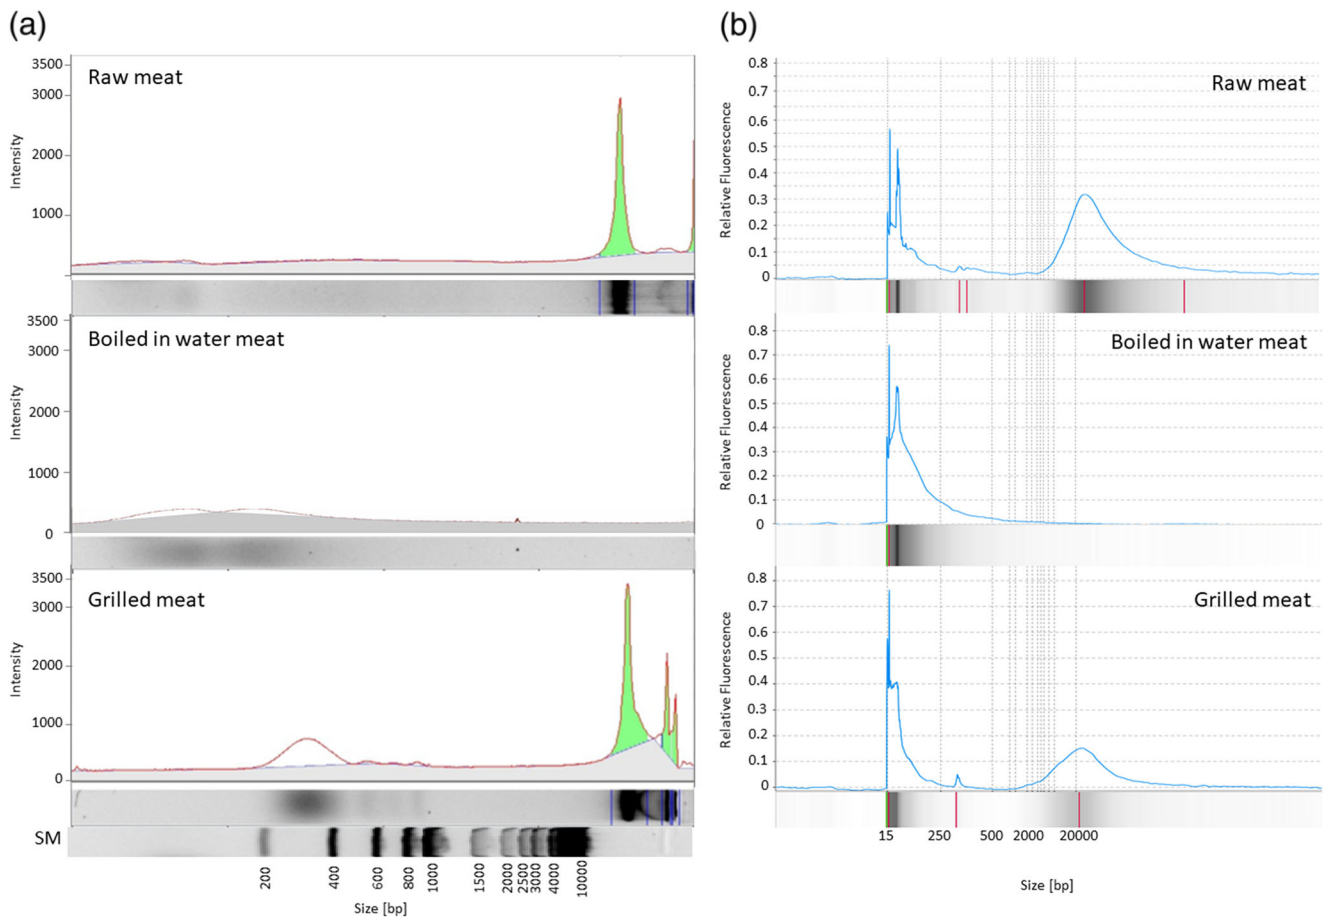 (a)
3500
Raw meat
3000
2000
1000
0
Intensity
3500
Boiled in water meat
3000
2000
1000
0
Intensity
3500
Grilled meat
3000
2000
1000
0
Intensity
SM
200 400 600 800 1000 1500 2000 2500 3000 4000 10000
Size [bp]
(b)
0.8
Raw meat
0.7
0.6
0.5
0.4
0.3
0.2
0.1
0
Relative Fluorescence
0.8
Boiled in water meat
0.7
0.6
0.5
0.4
0.3
0.2
0.1
0
Relative Fluorescence
0.8
Grilled meat
0.7
0.6
0.5
0.4
0.3
0.2
0.1
0
Relative Fluorescence
15 250 500 2000 20000
Size [bp]